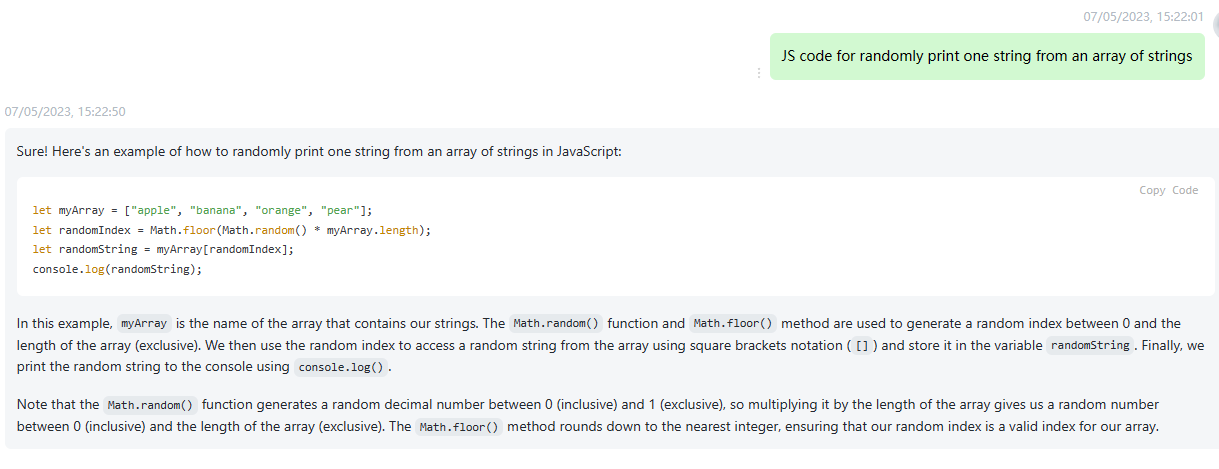 07/05/2023, 15:22:01
JS code for randomly print one string from an array of strings
07/05/2023, 15:22:50
Sure! Here's an example of how to randomly print one string from an array of strings in JavaScript:
Copy Code
let myArray = ["apple", "banana", "orange", "pear"];
let randomIndex = Math.floor(Math.random() * myArray.length);
let randomString = myArray[randomIndex];
console.log(randomString);
In this example, myArray is the name of the array that contains our strings. The Math.random() function and Math.floor() method are used to generate a random index between 0 and the
length of the array (exclusive). We then use the random index to access a random string from the array using square brackets notation ( [] ) and store it in the variable randomString . Finally, we
print the random string to the console using console.log() .
Note that the Math.random() function generates a random decimal number between 0 (inclusive) and 1 (exclusive), so multiplying it by the length of the array gives us a random number
between 0 (inclusive) and the length of the array (exclusive). The Math.floor() method rounds down to the nearest integer, ensuring that our random index is a valid index for our array.